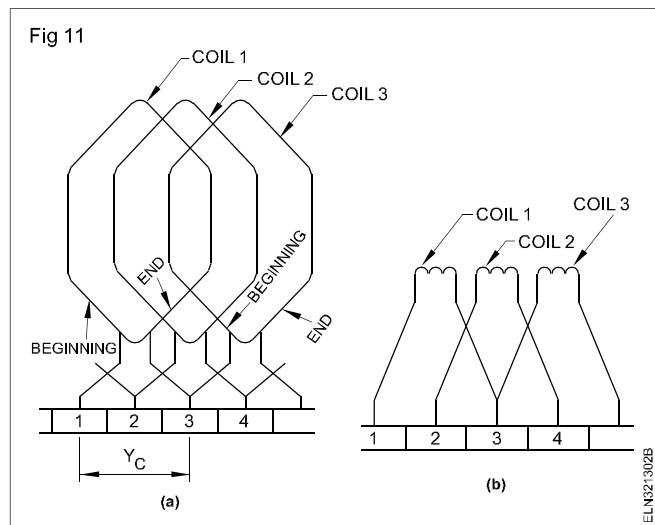 Fig 11
COIL 1
COIL 2
COIL 3
END
BEGINNING
BEGINNING
END
1 2 3 4
Y_C
(a)
COIL 1
COIL 2
COIL 3
1 2 3 4
(b)
ELN321302B